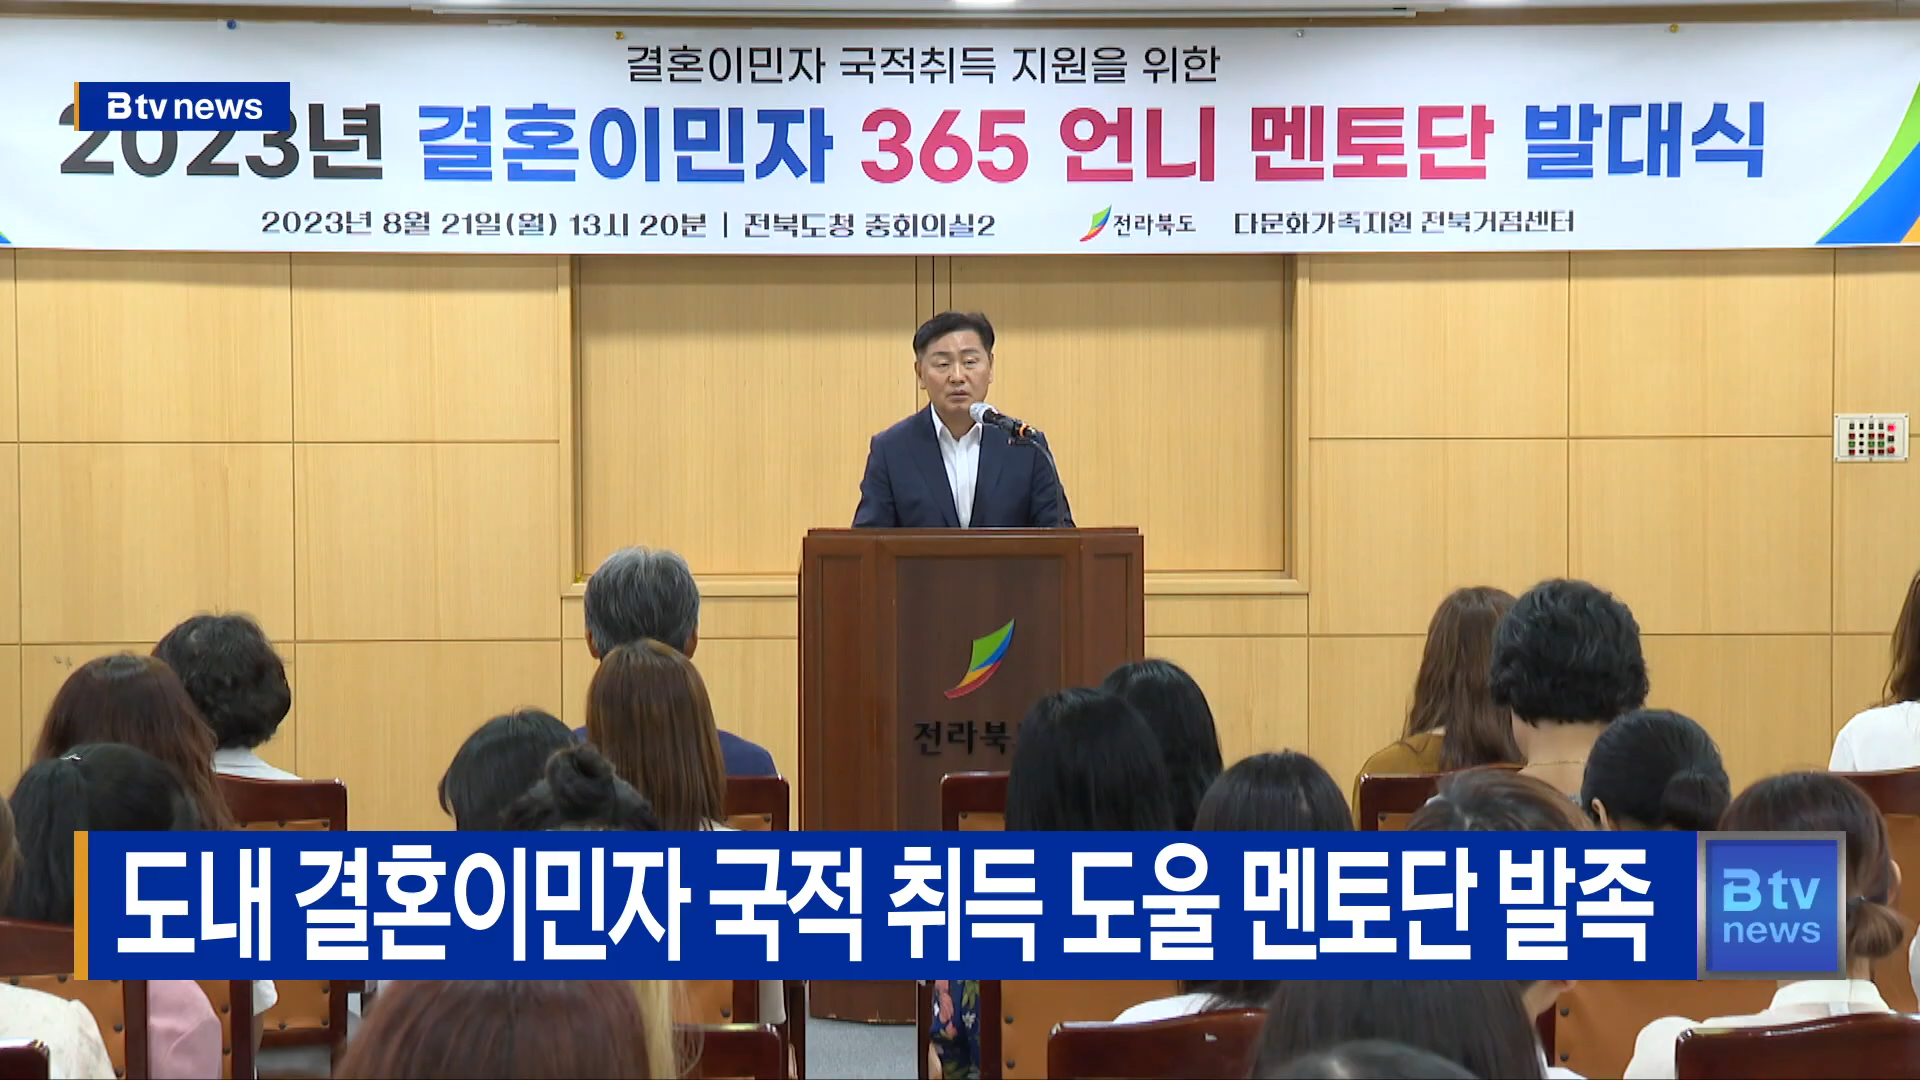 결혼이민자 국적취득 지원을 위한
B tv news
2023년 결혼이민자 365 언니 멘토단 발대식
2023년 8월 21일(월) 13시 20분 | 전북도청 중회의실2 전라북도 다문화가족지원 전북거점센터
전라북도
도내 결혼이민자 국적 취득 도울 멘토단 발족
B tv
news